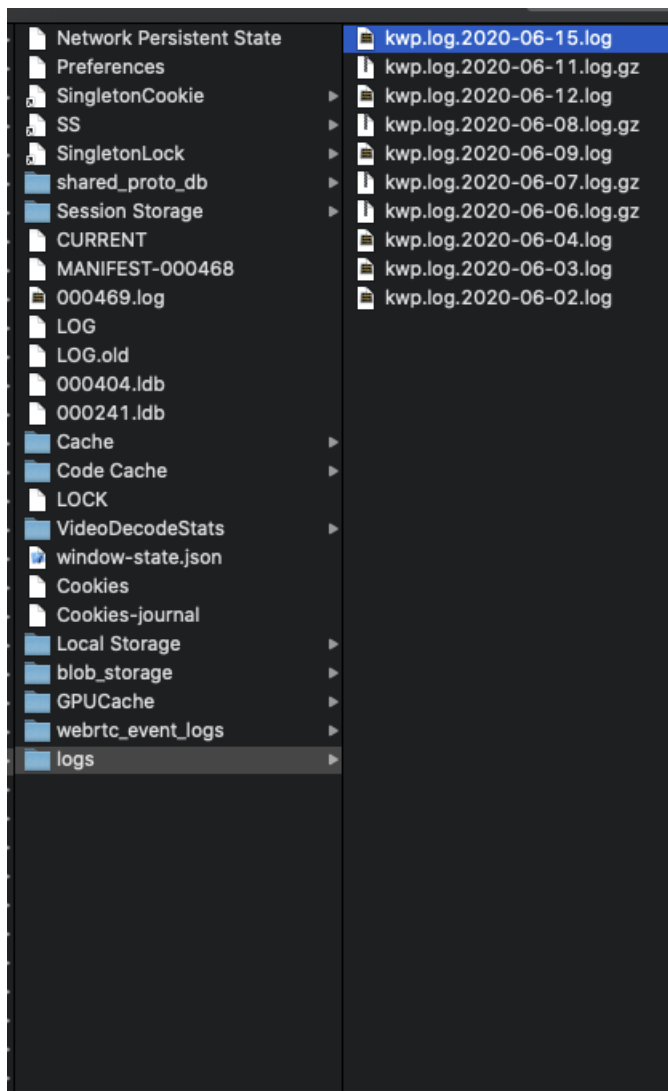 Network Persistent State
Preferences
SingletonCookie
SS
SingletonLock
shared_proto_db
Session Storage
CURRENT
MANIFEST-000468
000469.log
LOG
LOG.old
000404.ldb
000241.ldb
Cache
Code Cache
LOCK
VideoDecodeStats
window-state.json
Cookies
Cookies-journal
Local Storage
blob_storage
GPUCache
webrtc_event_logs
logs
kwp.log.2020-06-15.log
kwp.log.2020-06-11.log.gz
kwp.log.2020-06-12.log
kwp.log.2020-06-08.log.gz
kwp.log.2020-06-09.log
kwp.log.2020-06-07.log.gz
kwp.log.2020-06-06.log.gz
kwp.log.2020-06-04.log
kwp.log.2020-06-03.log
kwp.log.2020-06-02.log